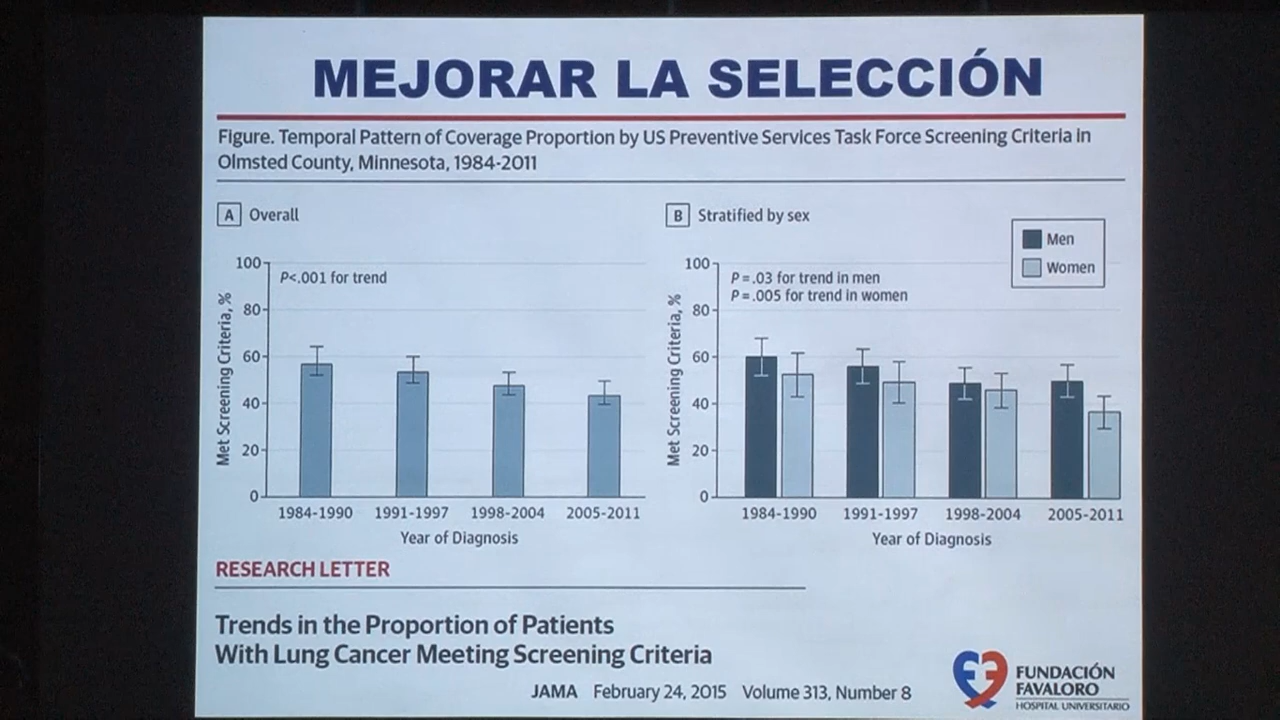 MEJORAR LA SELECCIÓN
Figure. Temporal Pattern of Coverage Proportion by US Preventive Services Task Force Screening Criteria in
Olmsted County, Minnesota, 1984-2011
A Overall
B Stratified by sex
Men
Women
P<.001 for trend
Met Screening Criteria, %
100
80
60
40
20
0
1984-1990 1991-1997 1998-2004 2005-2011
Year of Diagnosis
P=.03 for trend in men
P=.005 for trend in women
Met Screening Criteria, %
100
80
60
40
20
0
1984-1990 1991-1997 1998-2004 2005-2011
Year of Diagnosis
RESEARCH LETTER
Trends in the Proportion of Patients
With Lung Cancer Meeting Screening Criteria
JAMA February 24, 2015 Volume 313, Number 8
FUNDACIÓN
FAVALORO
HOSPITAL UNIVERSITARIO